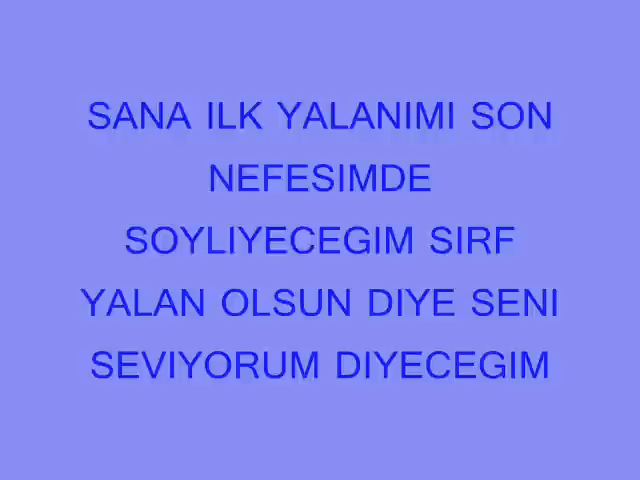 SANA ILK YALANIMI SON
NEFESIMDE
SOYLIYECEGIM SIRF
YALAN OLSUN DIYE SENI
SEVIYORUM DIYECEGIM